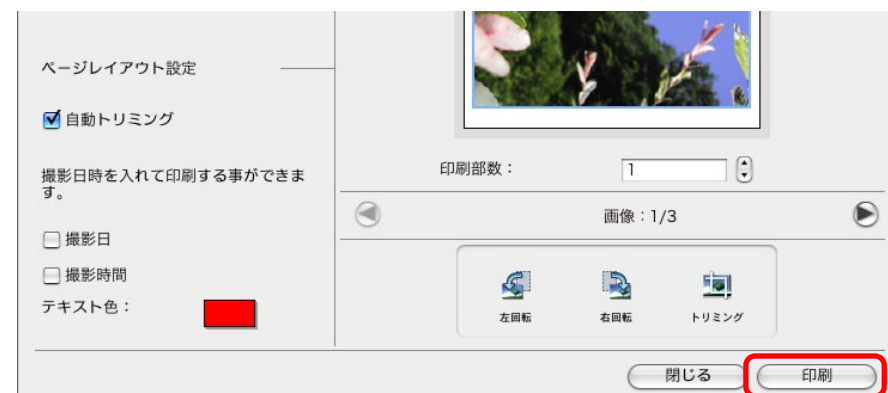 ページレイアウト設定
自動トリミング
撮影日時を入れて印刷する事ができま
す。
撮影日
撮影時間
テキスト色：
印刷部数：
1
画像：1/3
左回転
右回転
トリミング
閉じる
印刷